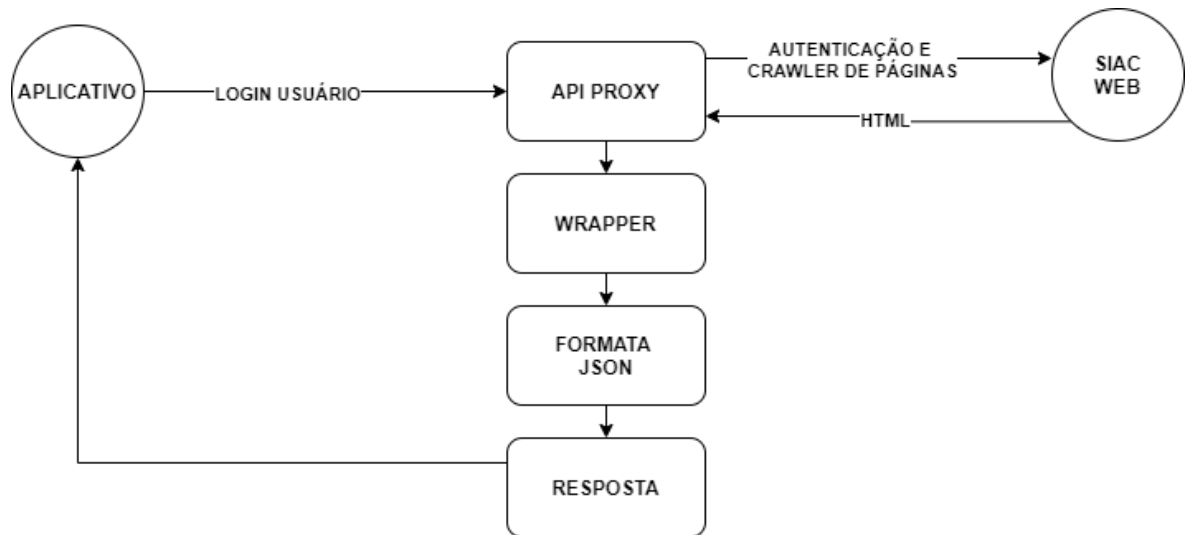 APLICATIVO
LOGIN USUÁRIO
API PROXY
AUTENTICAÇÃO E
CRAWLER DE PÁGINAS
SIAC
WEB
HTML
WRAPPER
FORMATA
JSON
RESPOSTA